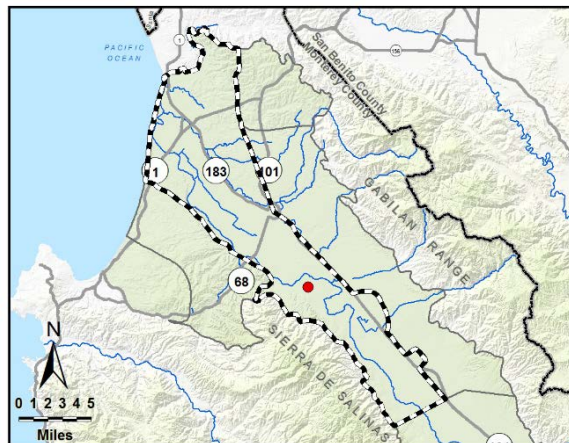 PACIFIC
OCEAN
1
156
San Benito County
Monterey County
1
183
101
GABILAN RANGE
68
SIERRA DE SALINAS
N
0 1 2 3 4 5
Miles